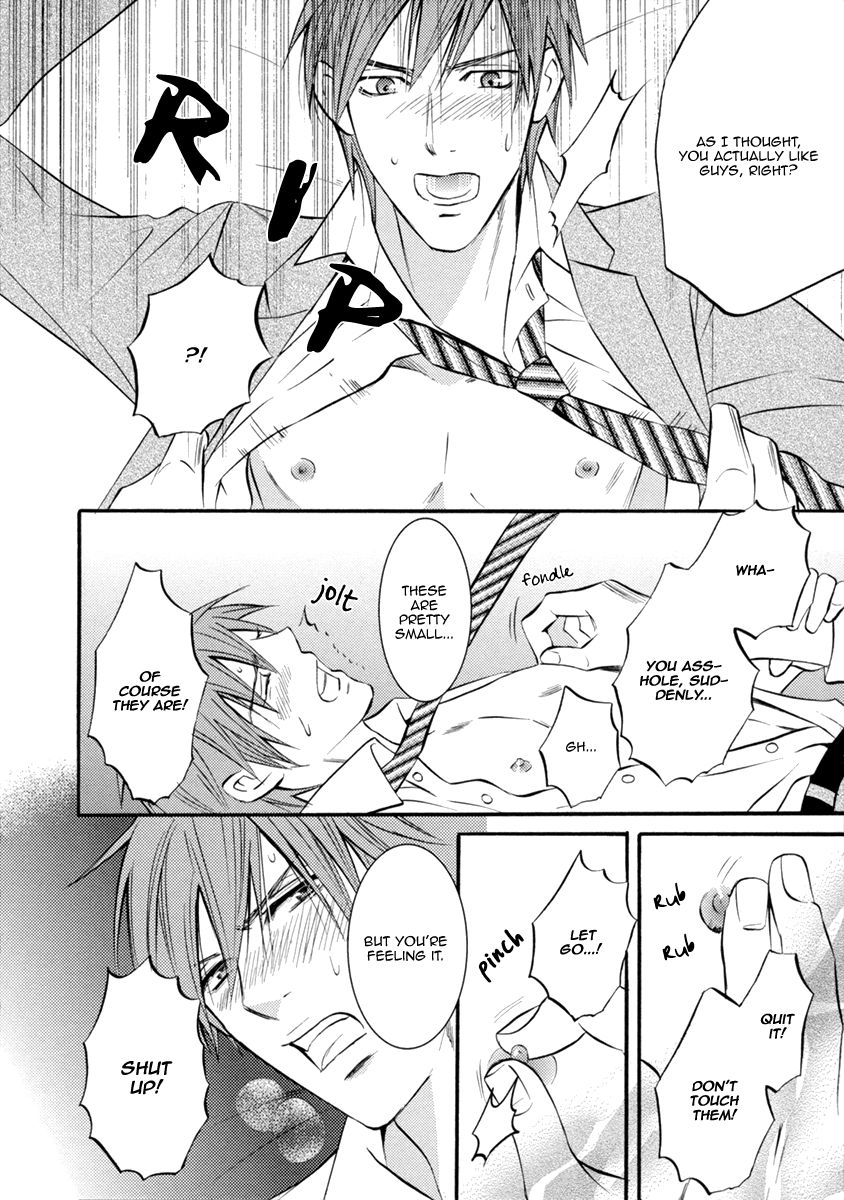 AS I THOUGHT,
YOU ACTUALLY LIKE
GUYS, RIGHT?
RIP
?!
WHA-
YOU ASS-
HOLE, SUD-
DENLY...
fondle
THESE
ARE
PRETTY
SMALL...
GH...
jolt
OF
COURSE
THEY ARE!
Rub
Rub
QUIT
IT!
DON'T
TOUCH
THEM!
LET
GO...!
pinch
BUT YOU'RE
FEELING IT.
SHUT
UP!